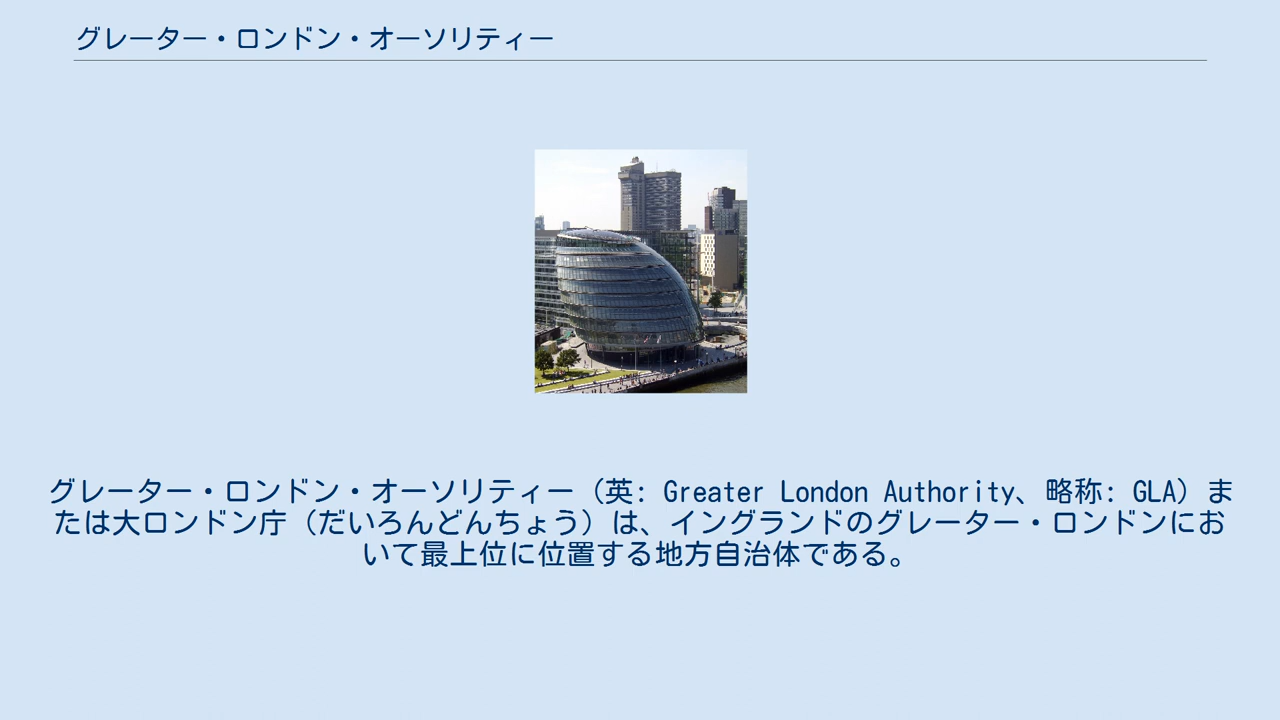 グレーター・ロンドン・オーソリティー
グレーター・ロンドン・オーソリティー（英: Greater London Authority、略称: GLA）ま
たは大ロンドン庁（だいろんどんちょう）は、イングランドのグレーター・ロンドンにお
いて最上位に位置する地方自治体である。